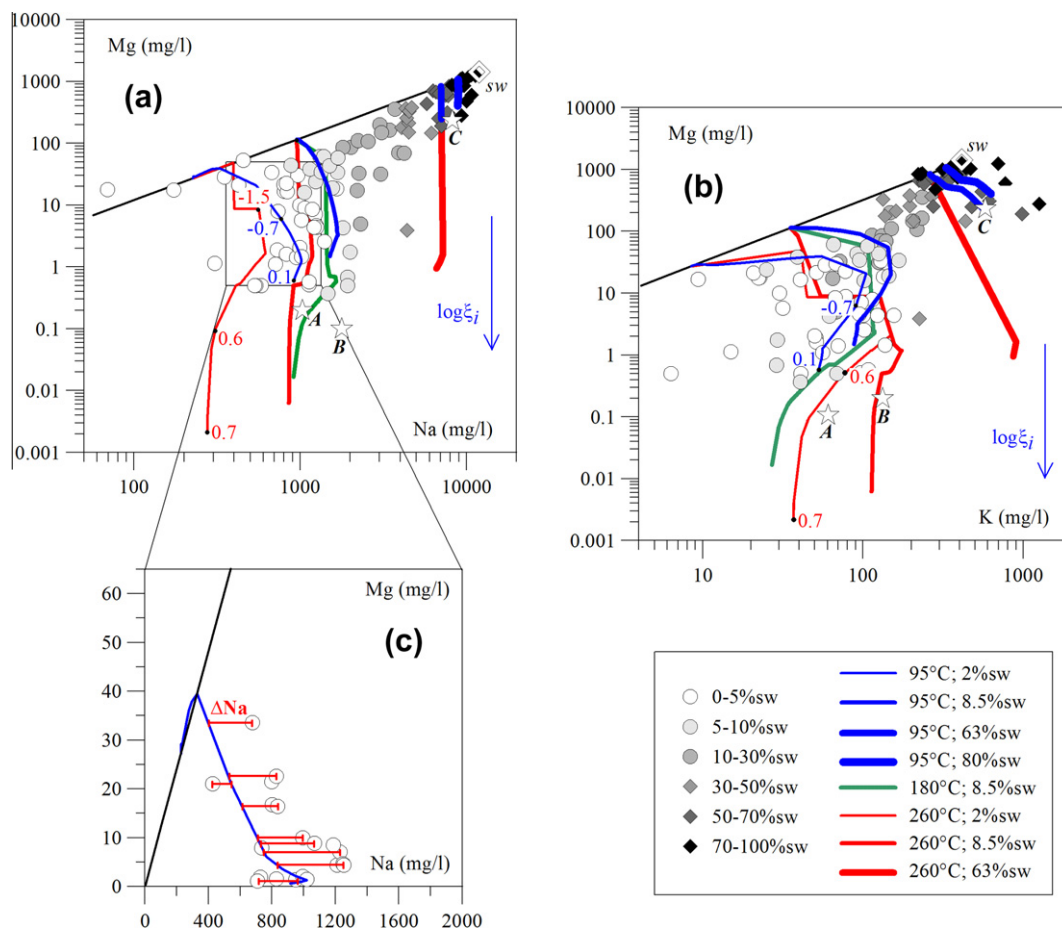 10000
Mg (mg/l)
1000
sw
(a)
100
C
10
-1.5
-0.7
1
0.1
logξi
0.1
A
B
0.6
0.01
0.7
Na (mg/l)
0.001
100
1000
10000
10000
Mg (mg/l)
sw
1000
(b)
C
100
10
-0.7
1
0.1
0.6
0.1
A
B
logξi
0.01
0.7
K (mg/l)
0.001
10
100
1000
Mg (mg/l)
60
50
(c)
40
ΔNa
30
20
10
Na (mg/l)
0
0
400
800
1200
1600
2000
0-5%sw
5-10%sw
10-30%sw
30-50%sw
50-70%sw
70-100%sw
95°C; 2%sw
95°C; 8.5%sw
95°C; 63%sw
95°C; 80%sw
180°C; 8.5%sw
260°C; 2%sw
260°C; 8.5%sw
260°C; 63%sw